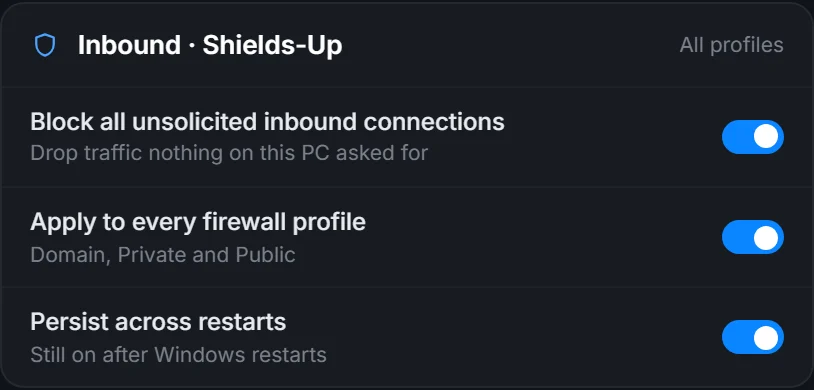 Inbound · Shields-Up
All profiles
Block all unsolicited inbound connections
Drop traffic nothing on this PC asked for
Apply to every firewall profile
Domain, Private and Public
Persist across restarts
Still on after Windows restarts